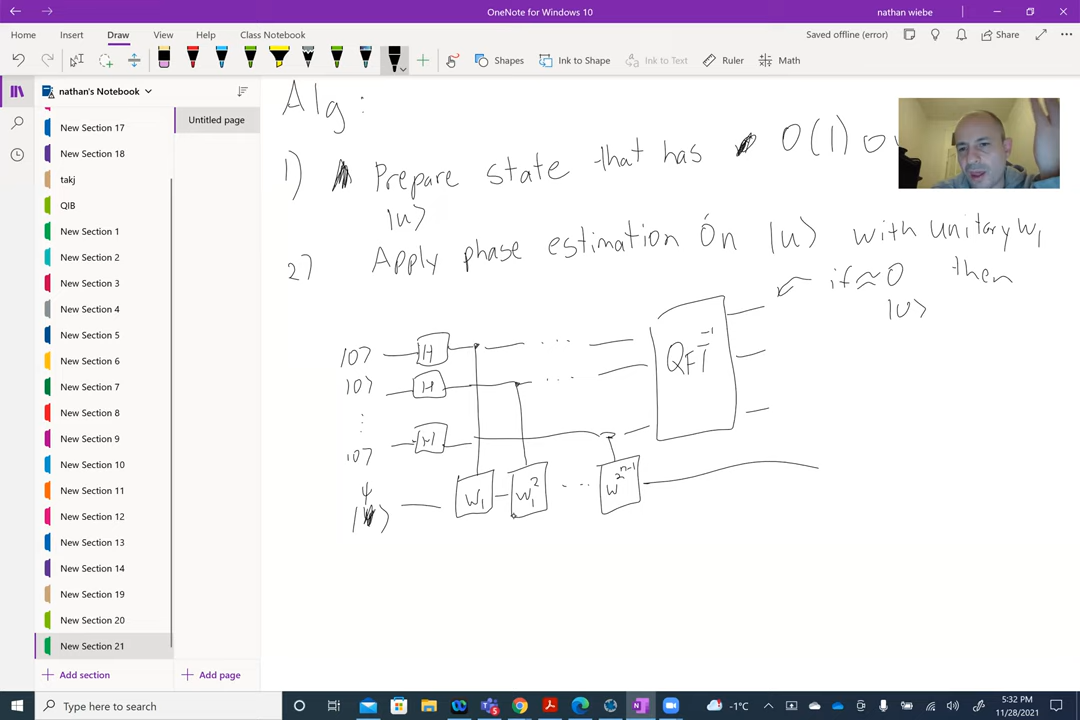 OneNote for Windows 10
nathan wiebe
Home Insert Draw View Help Class Notebook
Saved offline (error)
Share
Shapes
Ink to Shape
Ink to Text
Ruler
Math
nathan's Notebook
Untitled page
New Section 17
New Section 18
takj
QIB
New Section 1
New Section 2
New Section 3
New Section 4
New Section 5
New Section 6
New Section 7
New Section 8
New Section 9
New Section 10
New Section 11
New Section 12
New Section 13
New Section 14
New Section 19
New Section 20
New Section 21
Add section
Add page
Alg:
1) Prepare state that has O(1)
|u>
2) Apply phase estimation on |u> with unitary W₁
if ≈ 0 then
|v>
|0> H
|0> H
⋮
|0> H
QFT⁻¹
ψ
W₁ W₁² ... W^2^n-1
Type here to search
-1°C
5:32 PM
11/28/2021